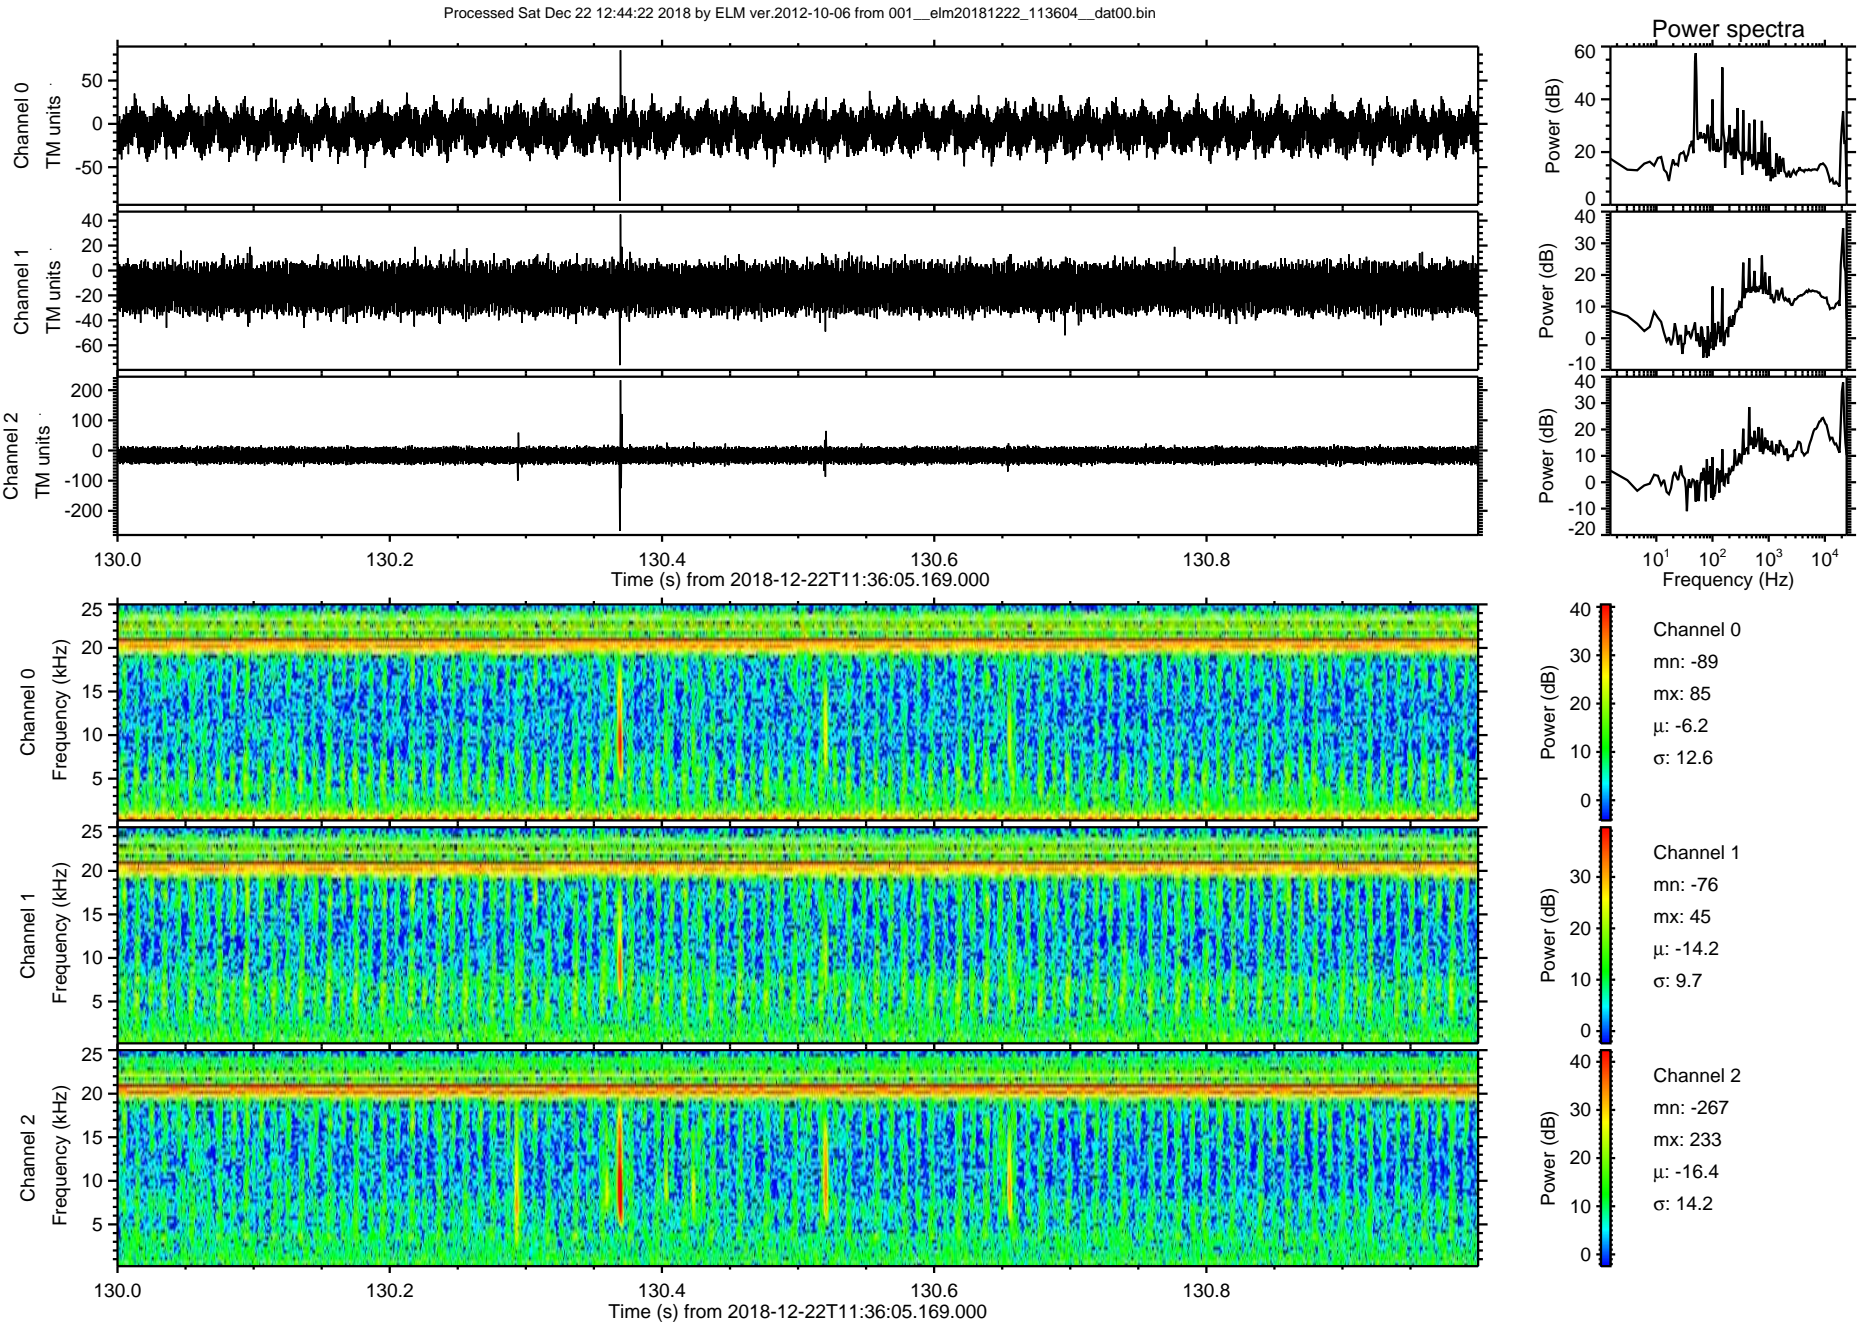 Processed Sat Dec 22 12:44:22 2018 by ELM ver.2012-10-06 from 001__elm20181222_113604__dat00.bin
Power spectra
Channel 0
TM units
50
0
-50
Power (dB)
60
40
20
0
Channel 1
TM units
40
20
0
-20
-40
-60
Power (dB)
40
30
20
10
0
-10
Channel 2
TM units
200
100
0
-100
-200
Power (dB)
40
30
20
10
0
-10
-20
130.0 130.2 130.4 130.6 130.8
Time (s) from 2018-12-22T11:36:05.169.000
10¹ 10² 10³ 10⁴
Frequency (Hz)
Channel 0
Frequency (kHz)
25
20
15
10
5
Power (dB)
40
30
20
10
0
Channel 0
mn: -89
mx: 85
μ: -6.2
σ: 12.6
Channel 1
Frequency (kHz)
25
20
15
10
5
Power (dB)
30
20
10
0
Channel 1
mn: -76
mx: 45
μ: -14.2
σ: 9.7
Channel 2
Frequency (kHz)
25
20
15
10
5
Power (dB)
40
30
20
10
0
Channel 2
mn: -267
mx: 233
μ: -16.4
σ: 14.2
130.0 130.2 130.4 130.6 130.8
Time (s) from 2018-12-22T11:36:05.169.000